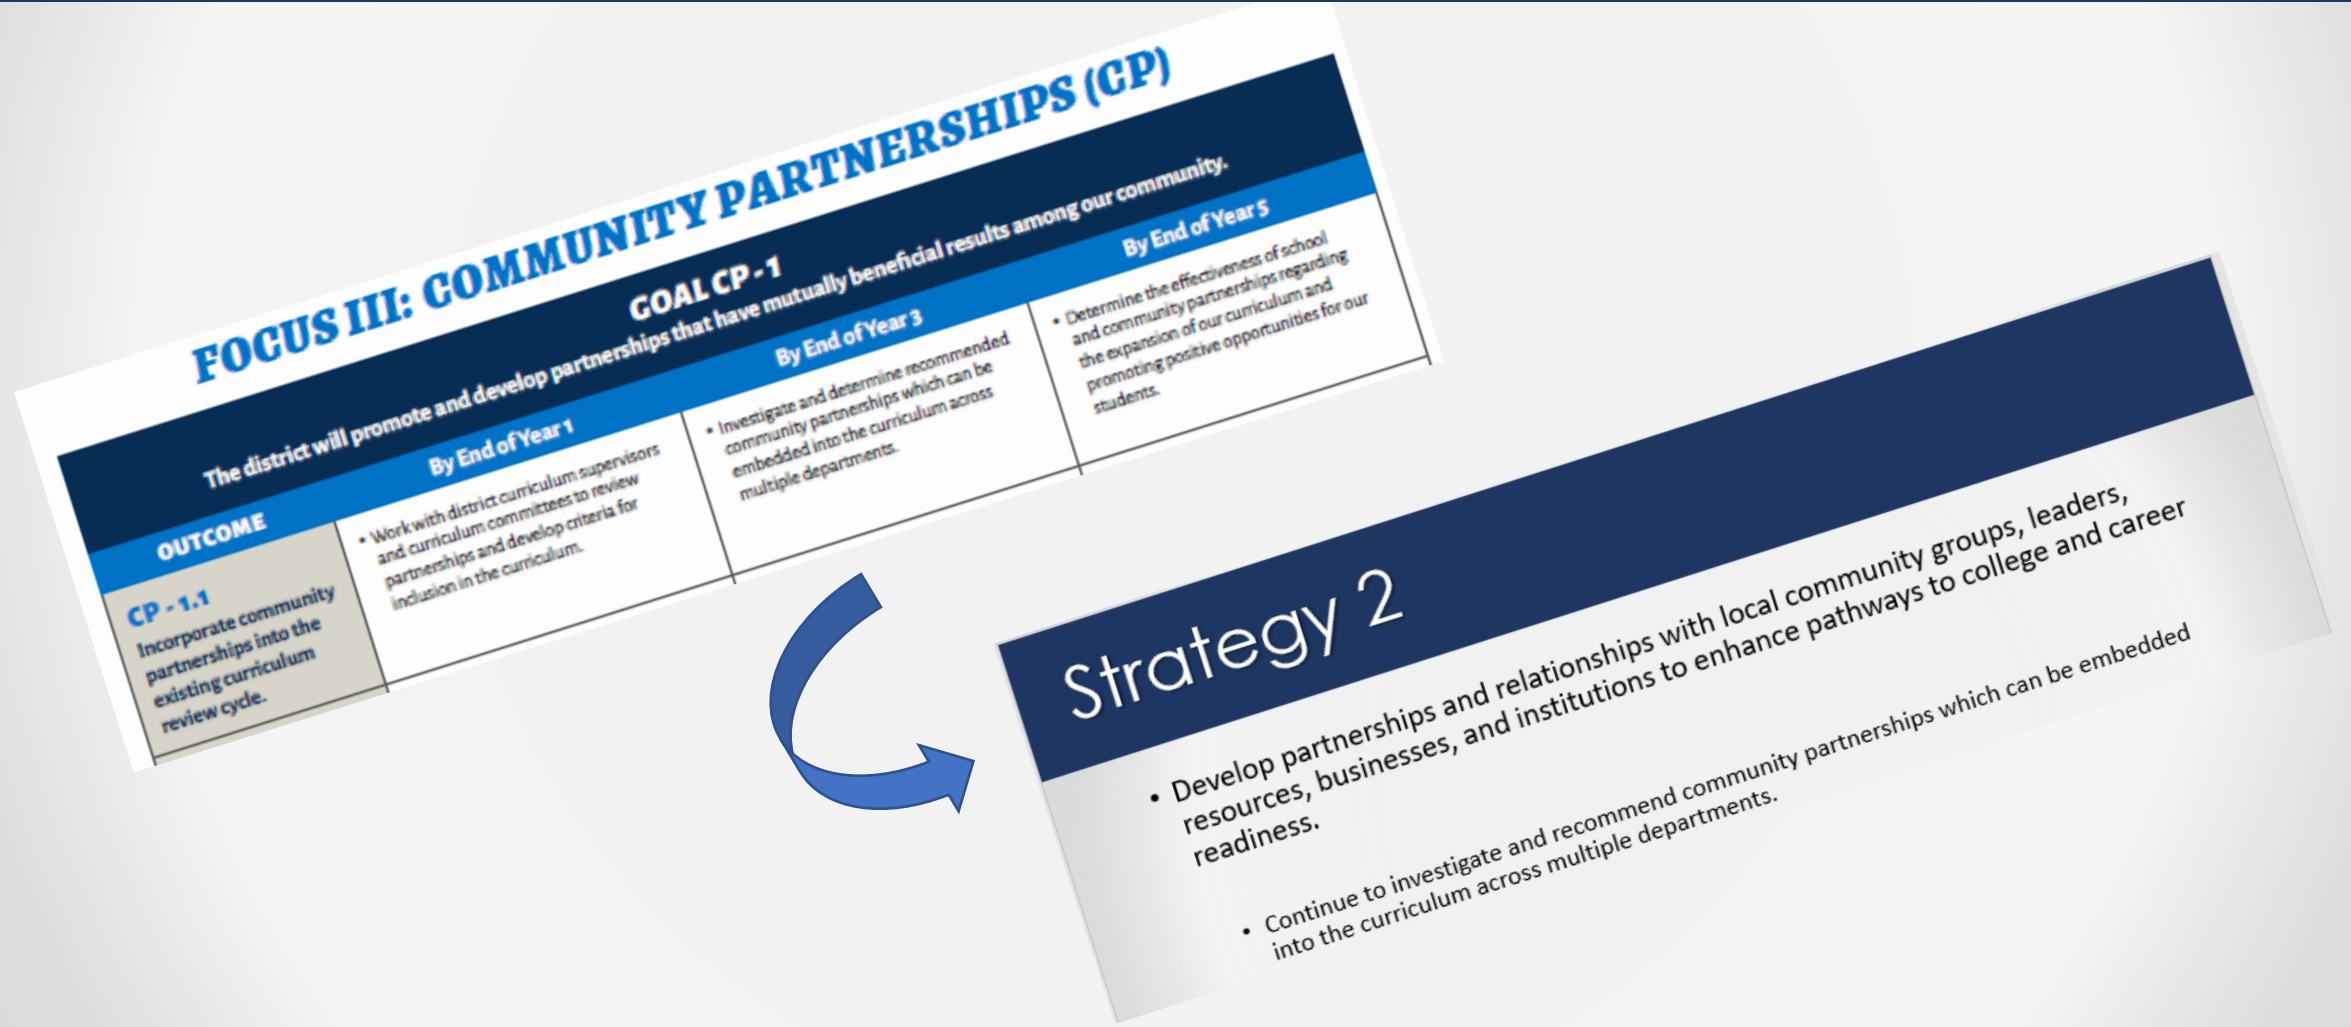 FOCUS III: COMMUNITY PARTNERSHIPS (CP)
GOAL CP - 1
The district will promote and develop partnerships that have mutually beneficial results among our community.
OUTCOME
By End of Year 1
By End of Year 3
By End of Year 5
CP - 1.1
Incorporate community
partnerships into the
existing curriculum
review cycle.
• Work with district curriculum supervisors
and curriculum committees to review
partnerships and develop criteria for
inclusion in the curriculum.
• Investigate and determine recommended
community partnerships which can be
embedded into the curriculum across
multiple departments.
• Determine the effectiveness of school
and community partnerships regarding
the expansion of our curriculum and
promoting positive opportunities for our
students.
Strategy 2
• Develop partnerships and relationships with local community groups, leaders,
resources, businesses, and institutions to enhance pathways to college and career
readiness.
• Continue to investigate and recommend community partnerships which can be embedded
into the curriculum across multiple departments.